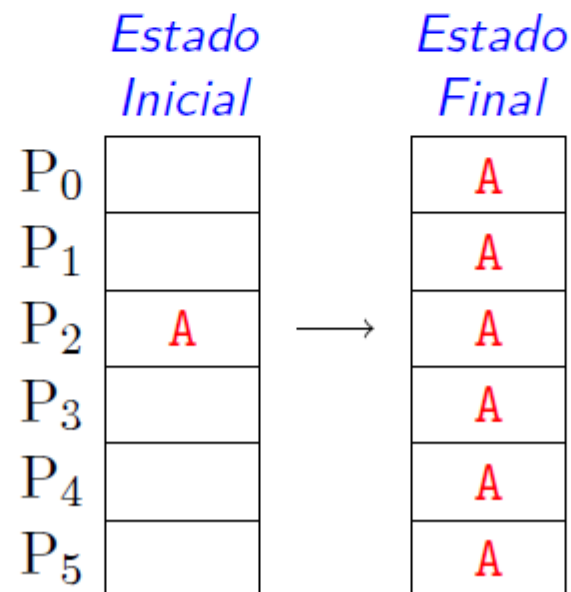 Estado Estado
Inicial Final
P0 A
P1 A
P2 A → A
P3 A
P4 A
P5 A